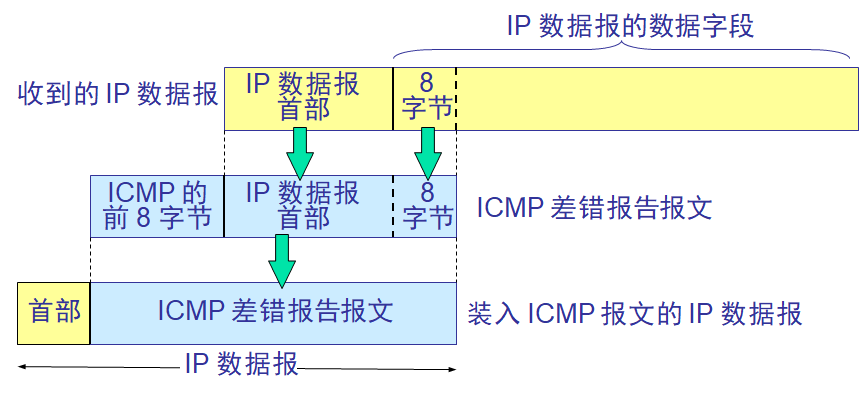 IP 数据报的数据字段
收到的 IP 数据报
IP 数据报
首部
8
字节
ICMP 的
前 8 字节
IP 数据报
首部
8
字节
ICMP 差错报告报文
首部
ICMP 差错报告报文
装入 ICMP 报文的 IP 数据报
IP 数据报